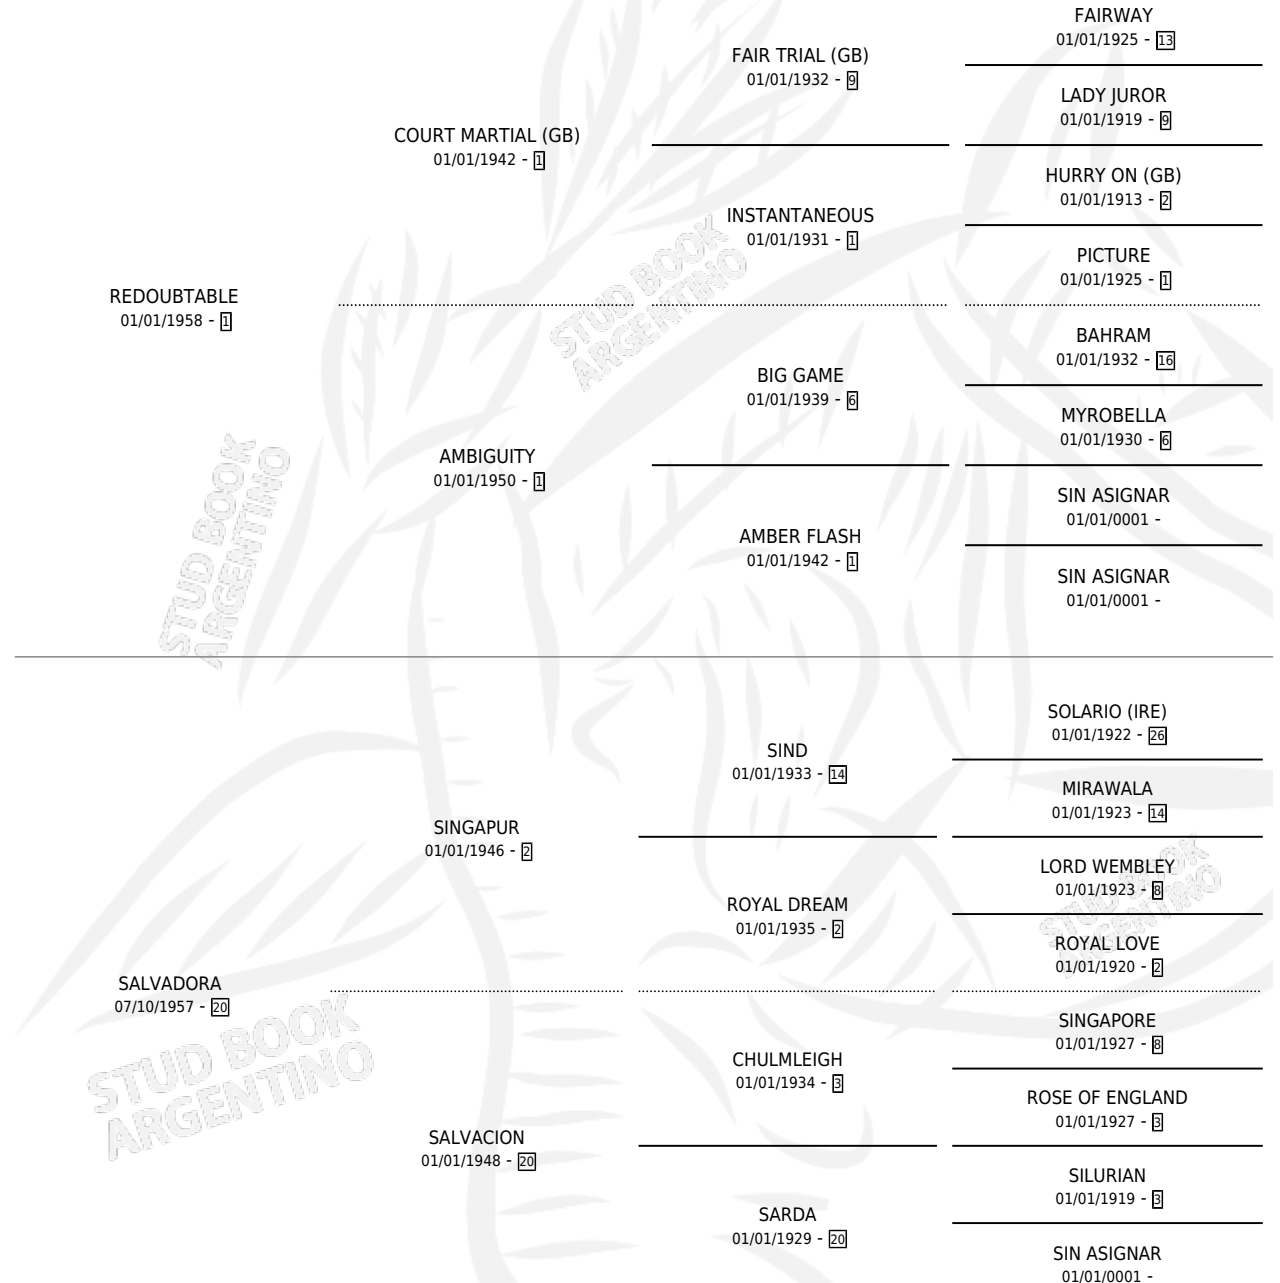 FAIRWAY
01/01/1925 - 13
FAIR TRIAL (GB)
01/01/1932 - 9
LADY JUROR
01/01/1919 - 9
COURT MARTIAL (GB)
01/01/1942 - 1
HURRY ON (GB)
01/01/1913 - 2
INSTANTANEOUS
01/01/1931 - 1
PICTURE
01/01/1925 - 1
REDOUBTABLE
01/01/1958 - 1
BAHRAM
01/01/1932 - 16
BIG GAME
01/01/1939 - 6
MYROBELLA
01/01/1930 - 6
AMBIGUITY
01/01/1950 - 1
SIN ASIGNAR
01/01/0001 -
AMBER FLASH
01/01/1942 - 1
SIN ASIGNAR
01/01/0001 -
SOLARIO (IRE)
01/01/1922 - 26
SIND
01/01/1933 - 14
MIRAWALA
01/01/1923 - 14
SINGAPUR
01/01/1946 - 2
LORD WEMBLEY
01/01/1923 - 8
ROYAL DREAM
01/01/1935 - 2
ROYAL LOVE
01/01/1920 - 2
SALVADORA
07/10/1957 - 20
SINGAPORE
01/01/1927 - 8
CHULMLEIGH
01/01/1934 - 3
ROSE OF ENGLAND
01/01/1927 - 3
SALVACION
01/01/1948 - 20
SILURIAN
01/01/1919 - 3
SARDA
01/01/1929 - 20
SIN ASIGNAR
01/01/0001 -
STUD BOOK
ARGENTINO
STUD BOOK
ARGENTINO
STUD BOOK
ARGENTINO
STUD BOOK
ARGENTINO